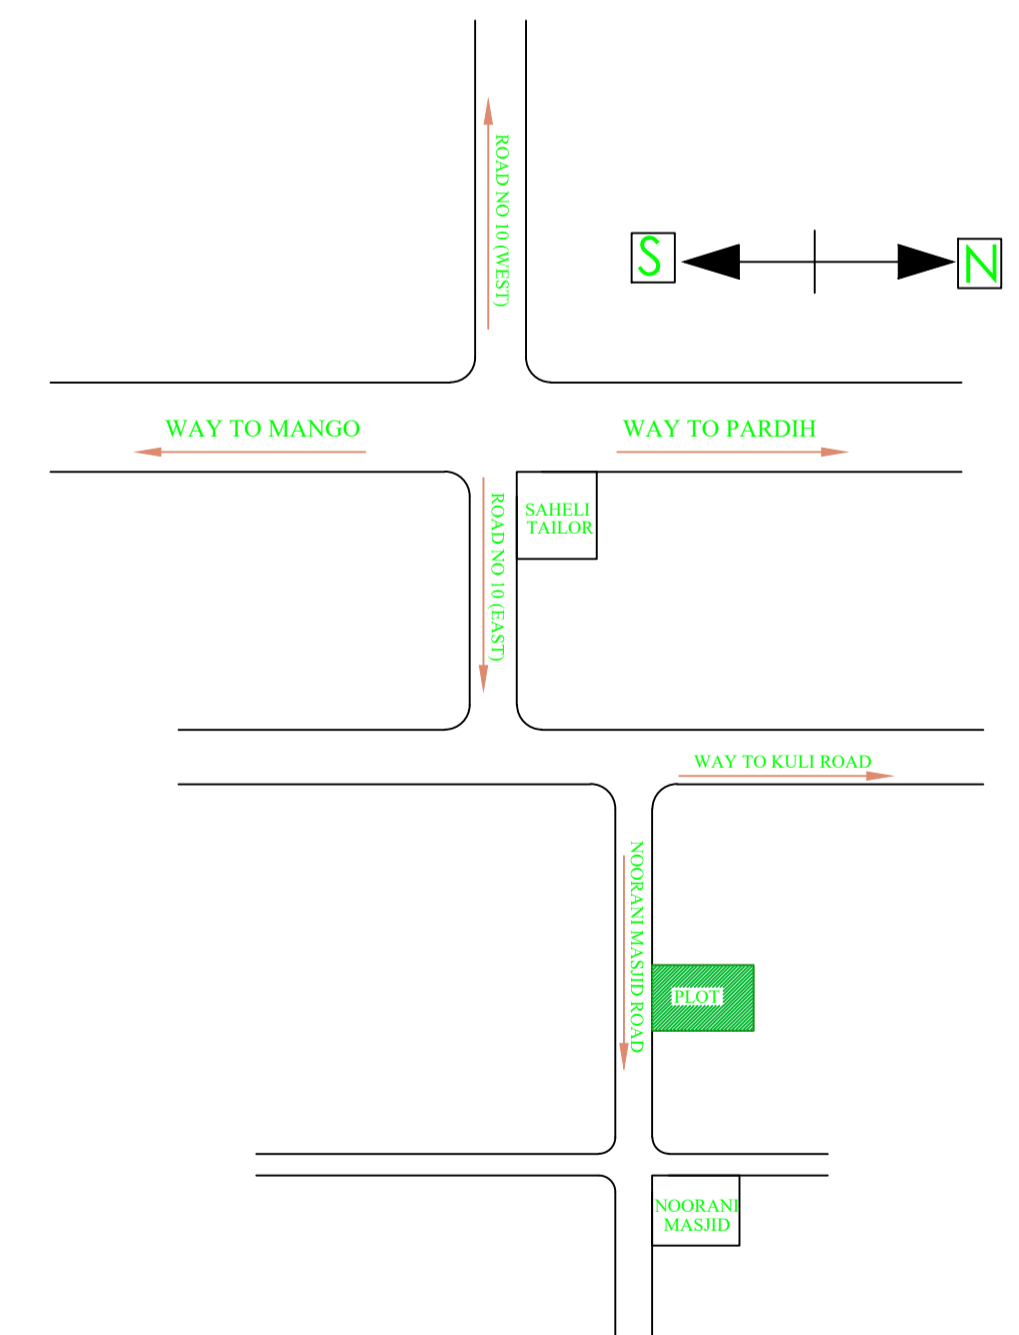 ROAD NO 10 (WEST)
S
N
WAY TO MANGO
WAY TO PARDIH
ROAD NO 10 (EAST)
SAHELI
TAILOR
WAY TO KULI ROAD
NOORANI MASJID ROAD
PLOT
NOORANI
MASJID